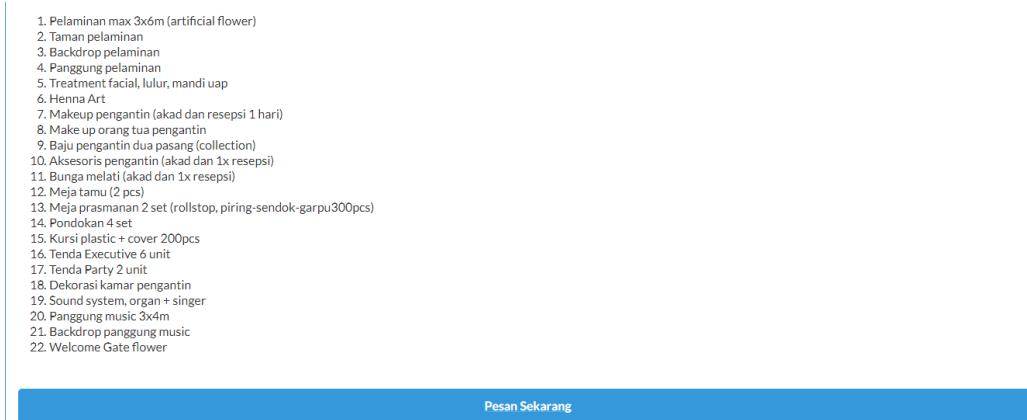 1. Pelaminan max 3x6m (artificial flower)
2. Taman pelaminan
3. Backdrop pelaminan
4. Panggung pelaminan
5. Treatment facial, lulur, mandi uap
6. Henna Art
7. Makeup pengantin (akad dan resepsi 1 hari)
8. Make up orang tua pengantin
9. Baju pengantin dua pasang (collection)
10. Aksesoris pengantin (akad dan 1x resepsi)
11. Bunga melati (akad dan 1x resepsi)
12. Meja tamu (2 pcs)
13. Meja prasmanan 2 set (rollstop, piring-sendok-garpu300pcs)
14. Pondokan 4 set
15. Kursi plastic + cover 200pcs
16. Tenda Executive 6 unit
17. Tenda Party 2 unit
18. Dekorasi kamar pengantin
19. Sound system, organ + singer
20. Panggung music 3x4m
21. Backdrop panggung music
22. Welcome Gate flower
Pesan Sekarang